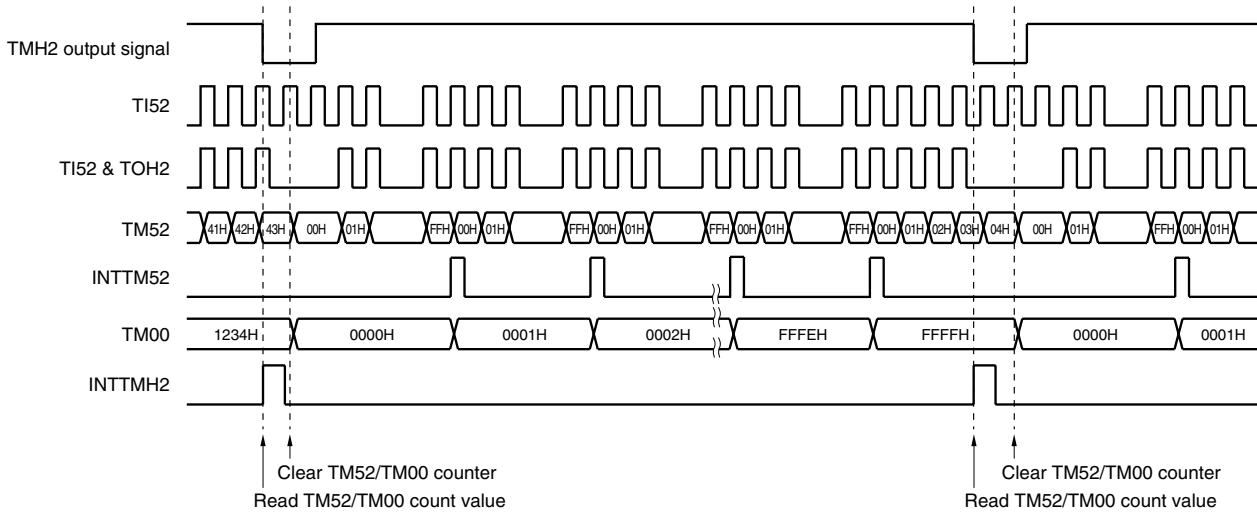 TMH2 output signal
TI52
TI52 & TOH2
TM52 41H 42H 43H 00H 01H FFH 00H 01H FFH 00H 01H FFH 00H 01H FFH 00H 01H 02H 03H 04H 00H 01H FFH 00H 01H
INTTM52
TM00 1234H 0000H 0001H 0002H FFFEH FFFFH 0000H 0001H
INTTMH2
Clear TM52/TM00 counter Clear TM52/TM00 counter
Read TM52/TM00 count value Read TM52/TM00 count value